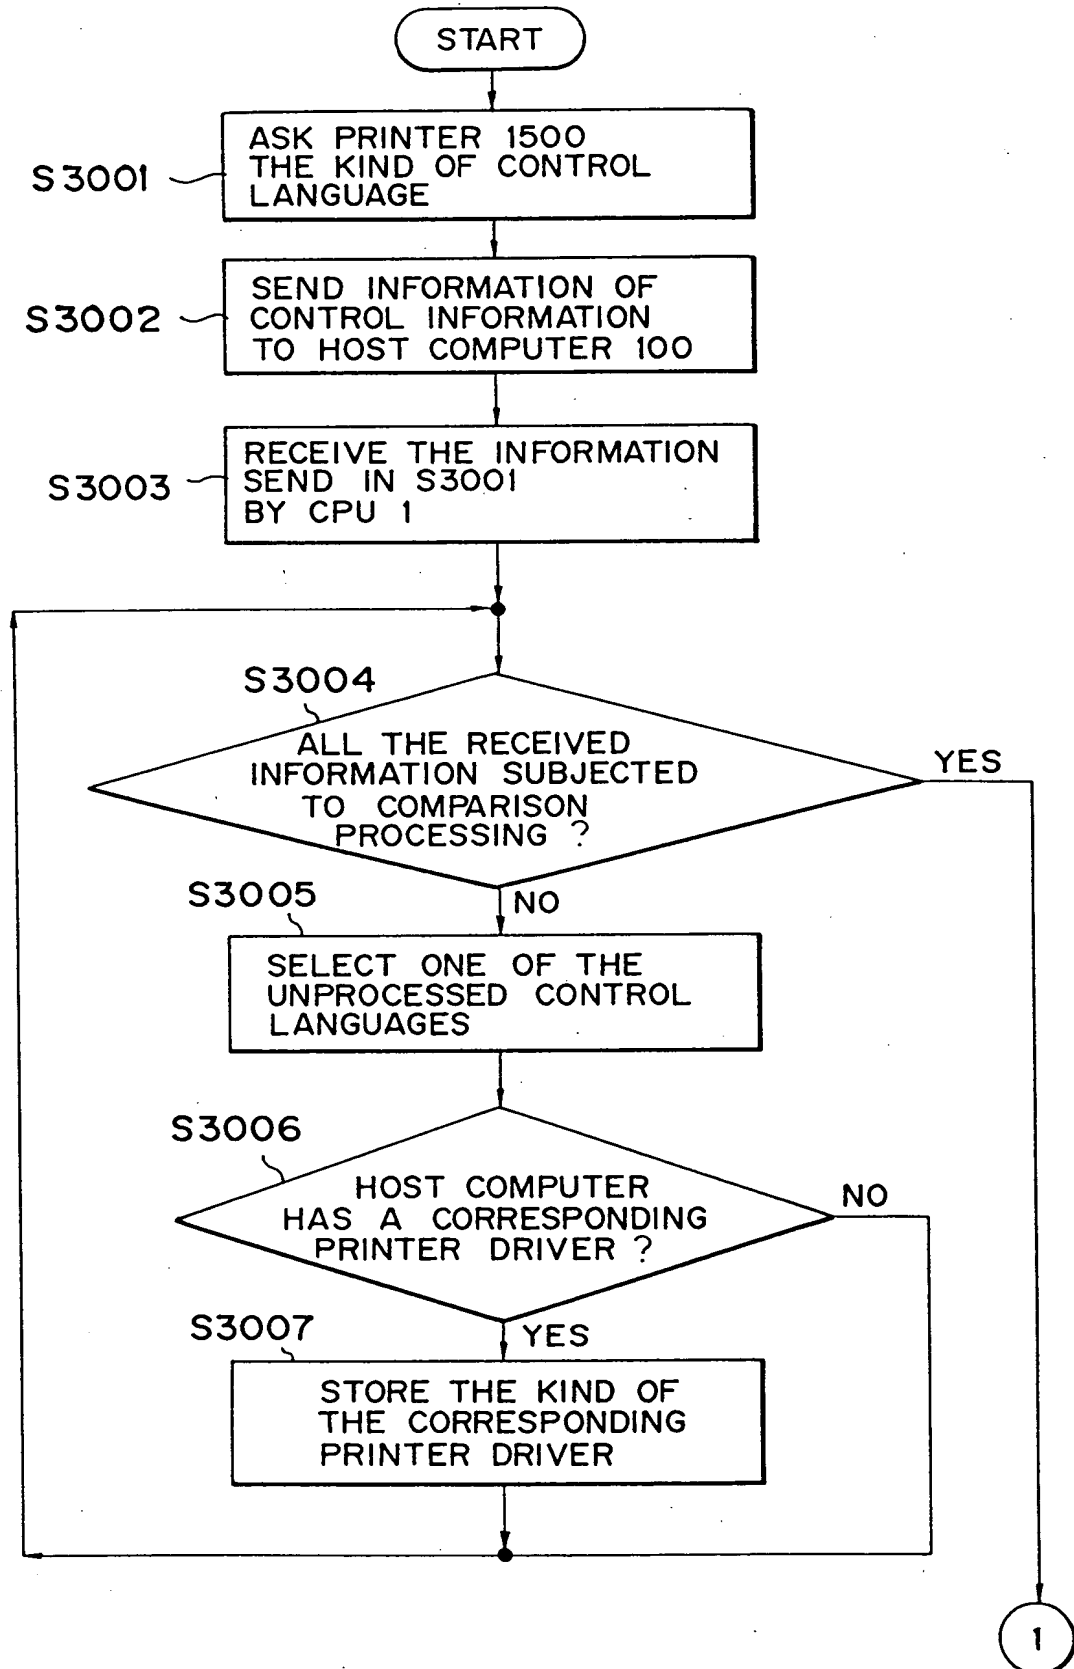 START
S3001
ASK PRINTER 1500
THE KIND OF CONTROL
LANGUAGE
S3002
SEND INFORMATION OF
CONTROL INFORMATION
TO HOST COMPUTER 100
S3003
RECEIVE THE INFORMATION
SEND IN S3001
BY CPU 1
S3004
ALL THE RECEIVED
INFORMATION SUBJECTED
TO COMPARISON
PROCESSING ?
YES
NO
S3005
SELECT ONE OF THE
UNPROCESSED CONTROL
LANGUAGES
S3006
HOST COMPUTER
HAS A CORRESPONDING
PRINTER DRIVER ?
NO
YES
S3007
STORE THE KIND OF
THE CORRESPONDING
PRINTER DRIVER
1